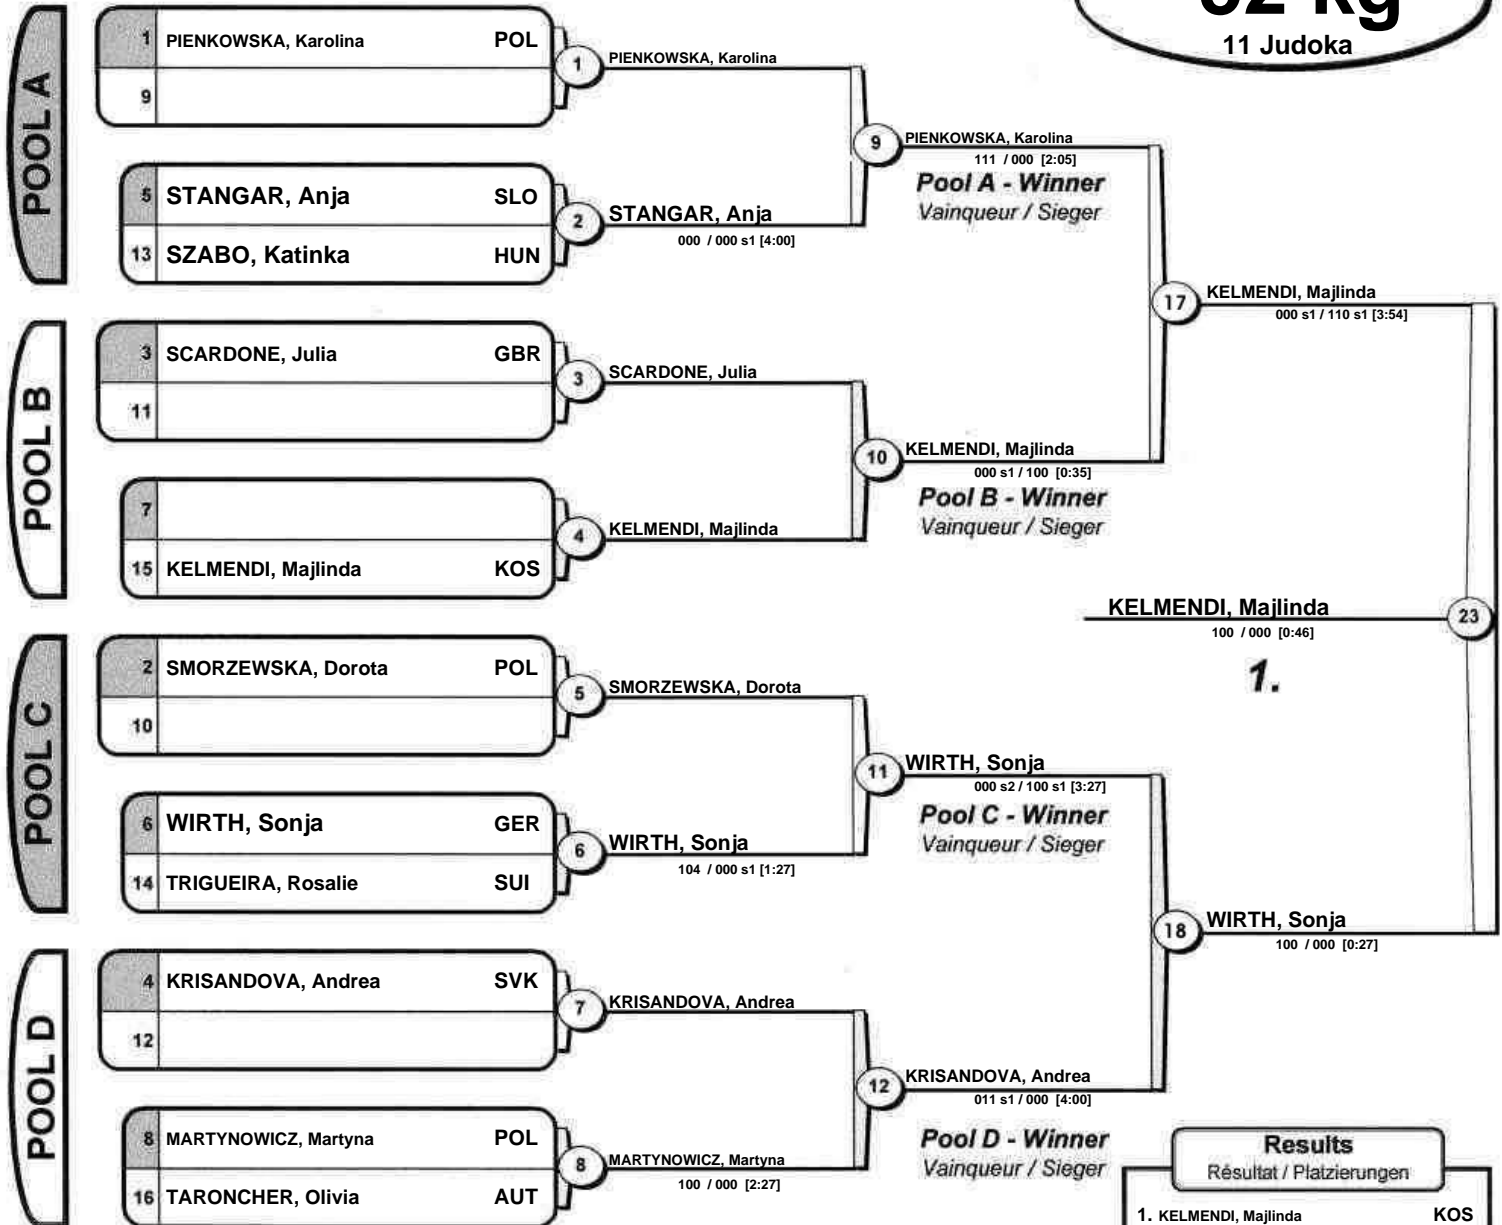 11 Judoka
POOL A
1 PIENKOWSKA, Karolina POL
9
1 PIENKOWSKA, Karolina
5 STANGAR, Anja SLO
13 SZABO, Katinka HUN
2 STANGAR, Anja
000 / 000 s1 [4:00]
9 PIENKOWSKA, Karolina
111 / 000 [2:05]
Pool A - Winner
Vainqueur / Sieger
POOL B
3 SCARDONE, Julia GBR
11
3 SCARDONE, Julia
7
15 KELMENDI, Majlinda KOS
4 KELMENDI, Majlinda
10 KELMENDI, Majlinda
000 s1 / 100 [0:35]
Pool B - Winner
Vainqueur / Sieger
17 KELMENDI, Majlinda
000 s1 / 110 s1 [3:54]
KELMENDI, Majlinda 23
100 / 000 [0:46]
1.
POOL C
2 SMORZEWSKA, Dorota POL
10
5 SMORZEWSKA, Dorota
6 WIRTH, Sonja GER
14 TRIGUEIRA, Rosalie SUI
6 WIRTH, Sonja
104 / 000 s1 [1:27]
11 WIRTH, Sonja
000 s2 / 100 s1 [3:27]
Pool C - Winner
Vainqueur / Sieger
18 WIRTH, Sonja
100 / 000 [0:27]
POOL D
4 KRISANDOVA, Andrea SVK
12
7 KRISANDOVA, Andrea
8 MARTYNOWICZ, Martyna POL
16 TARONCHER, Olivia AUT
8 MARTYNOWICZ, Martyna
100 / 000 [2:27]
12 KRISANDOVA, Andrea
011 s1 / 000 [4:00]
Pool D - Winner
Vainqueur / Sieger
Results
Résultat / Platzierungen
1. KELMENDI, Majlinda KOS